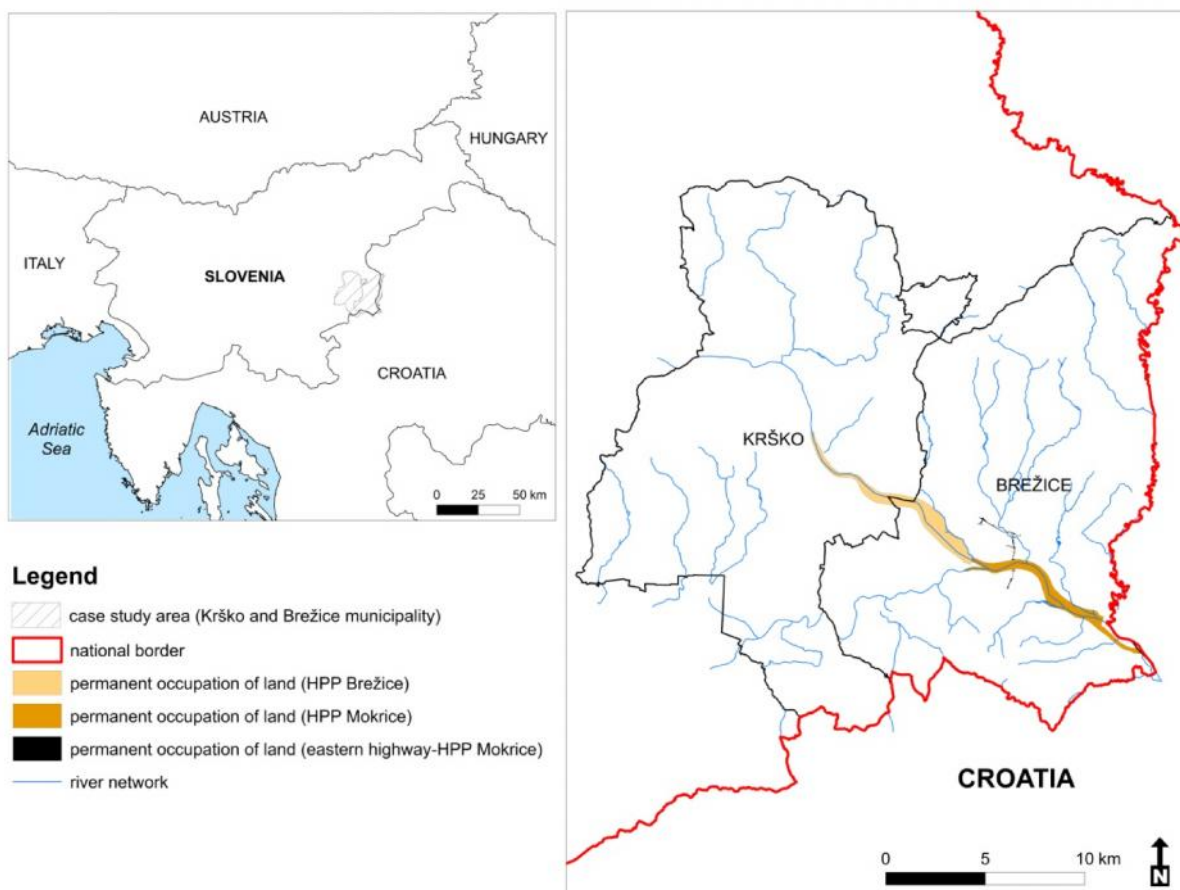 AUSTRIA
HUNGARY
ITALY
SLOVENIA
CROATIA
Adriatic
Sea
0 25 50 km
Legend
case study area (Krško and Brežice municipality)
national border
permanent occupation of land (HPP Brežice)
permanent occupation of land (HPP Mokrice)
permanent occupation of land (eastern highway-HPP Mokrice)
river network
KRŠKO
BREŽICE
CROATIA
0 5 10 km
N